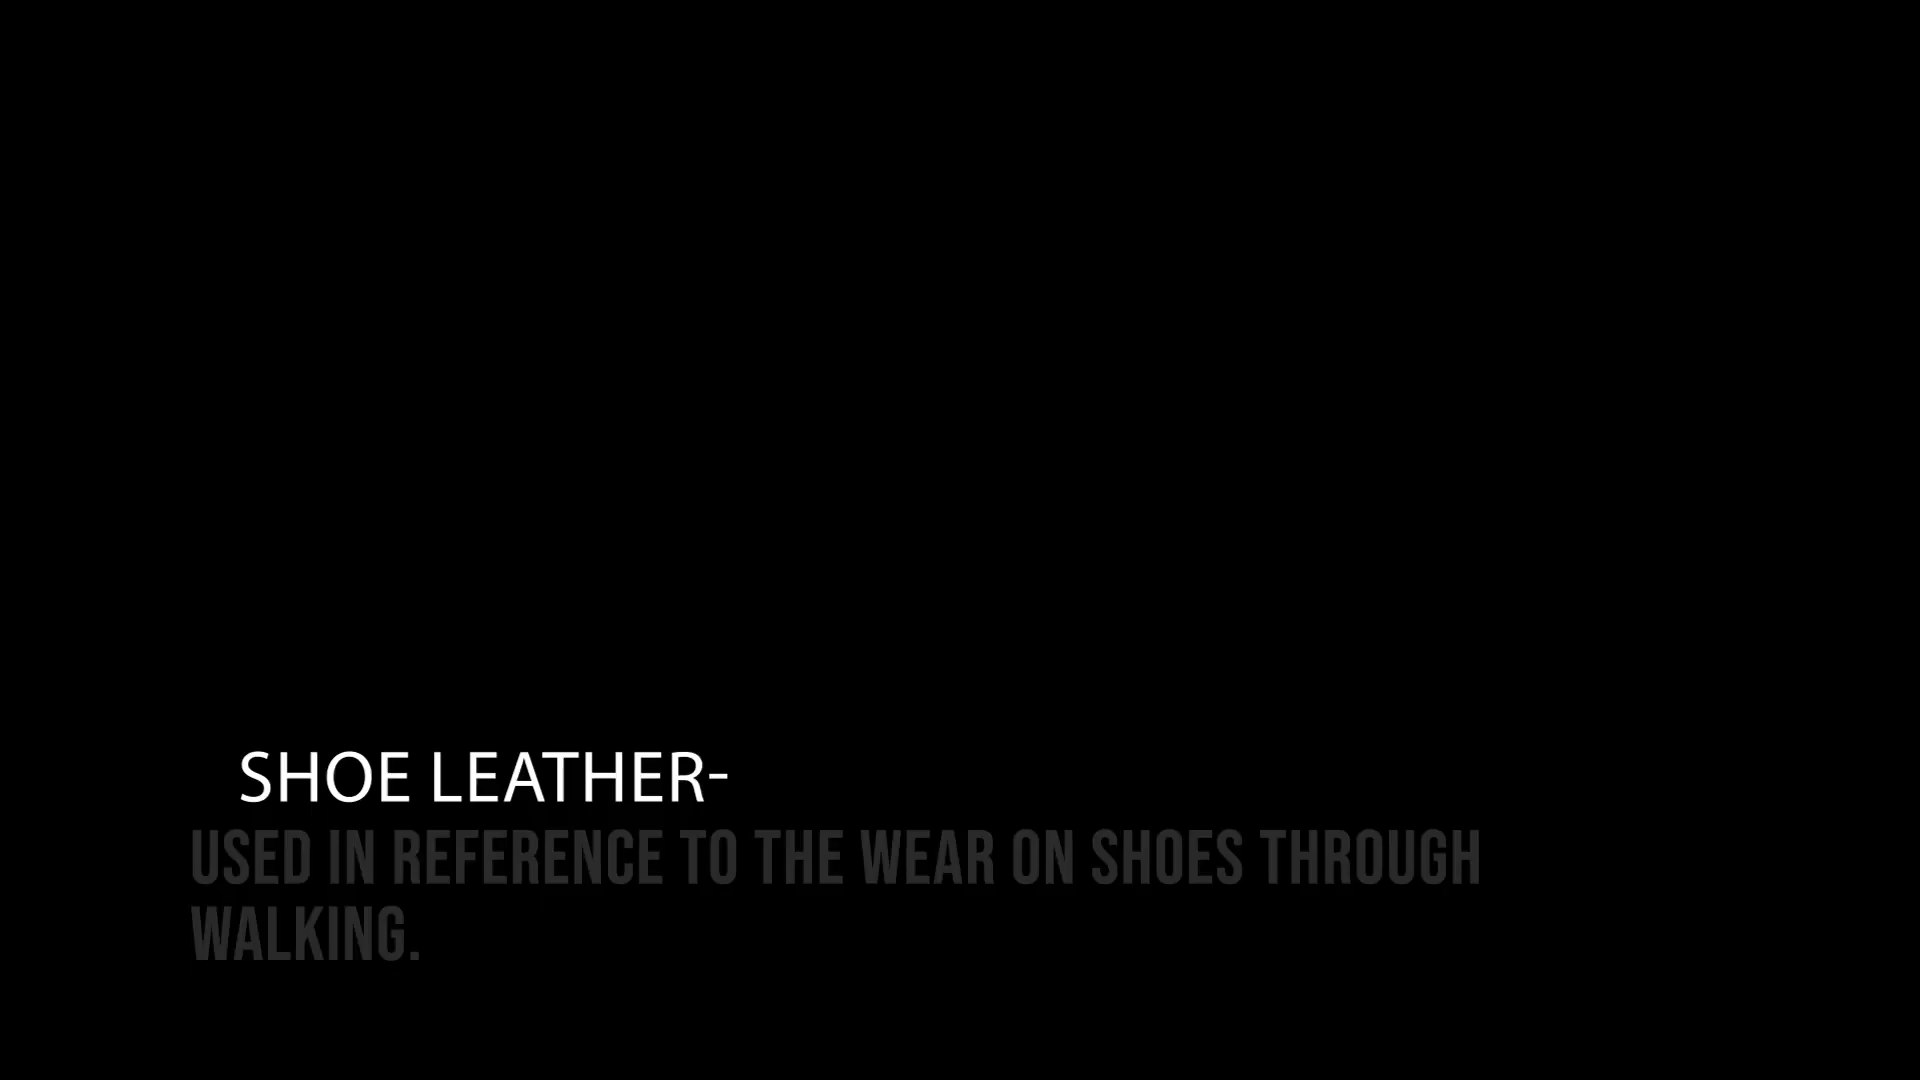 SHOE LEATHER-
USED IN REFERENCE TO THE WEAR ON SHOES THROUGH
WALKING.